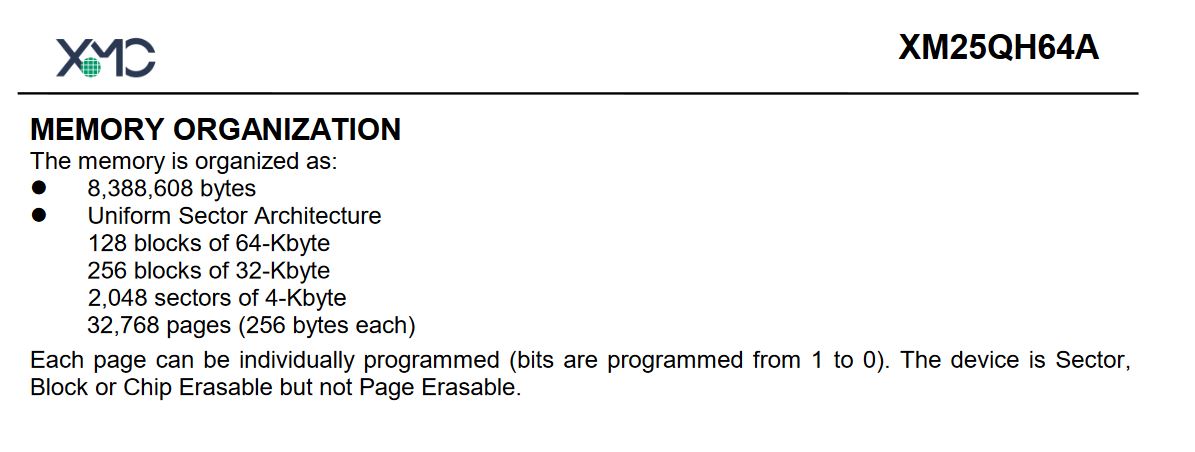 XMC
XM25QH64A
MEMORY ORGANIZATION
The memory is organized as:
● 8,388,608 bytes
● Uniform Sector Architecture
128 blocks of 64-Kbyte
256 blocks of 32-Kbyte
2,048 sectors of 4-Kbyte
32,768 pages (256 bytes each)
Each page can be individually programmed (bits are programmed from 1 to 0). The device is Sector,
Block or Chip Erasable but not Page Erasable.